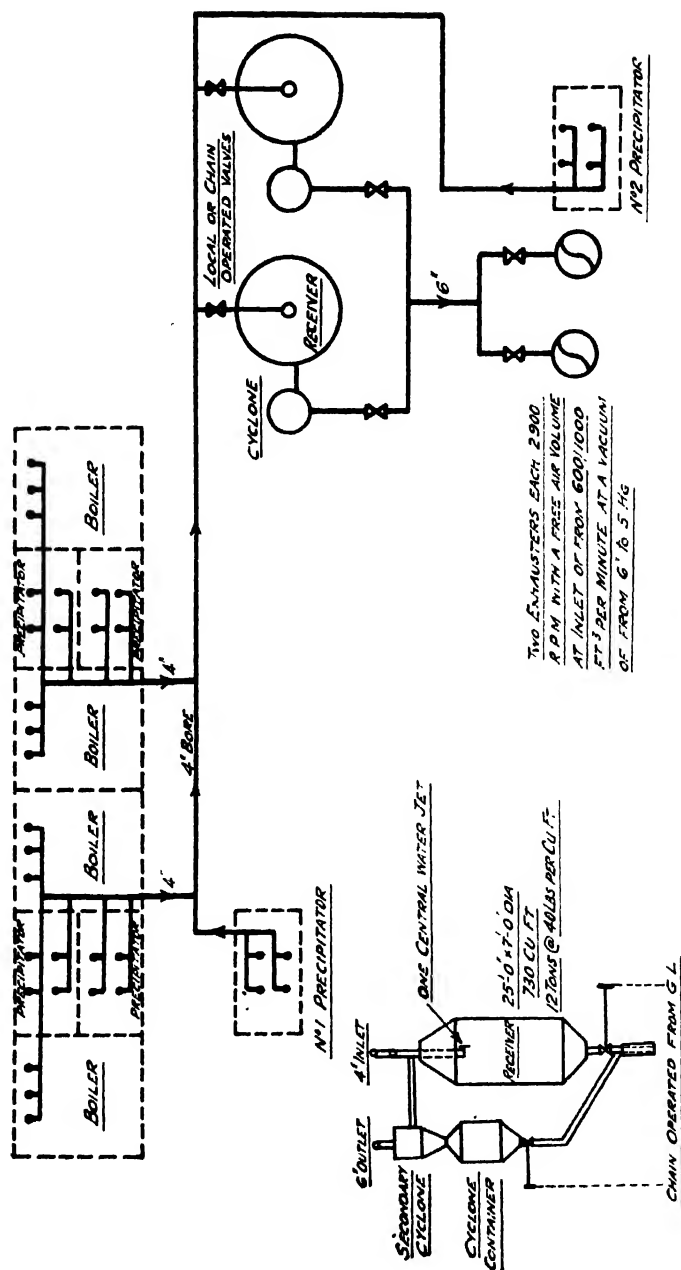 BOILER
PRECIPITATOR
PRECIPITATOR
BOILER
BOILER
PRECIPITATOR
PRECIPITATOR
BOILER
4"
4"
4" BORE
Nº1 PRECIPITATOR
LOCAL OR CHAIN
OPERATED VALVES
CYCLONE
RECEIVER
6"
Nº2 PRECIPITATOR
TWO EXHAUSTERS EACH 2900
RPM WITH A FREE AIR VOLUME
AT INLET OF FROM 600/1000
FT³ PER MINUTE AT A VACUUM
OF FROM 6" TO 5 HG
6" OUTLET
4" INLET
ONE CENTRAL WATER JET
SECONDARY
CYCLONE
CYCLONE
CONTAINER
RECEIVER
25'-0" x 7'-0" DIA
730 CU FT
12 TONS @ 40 LBS PER CU FT
CHAIN OPERATED FROM G L